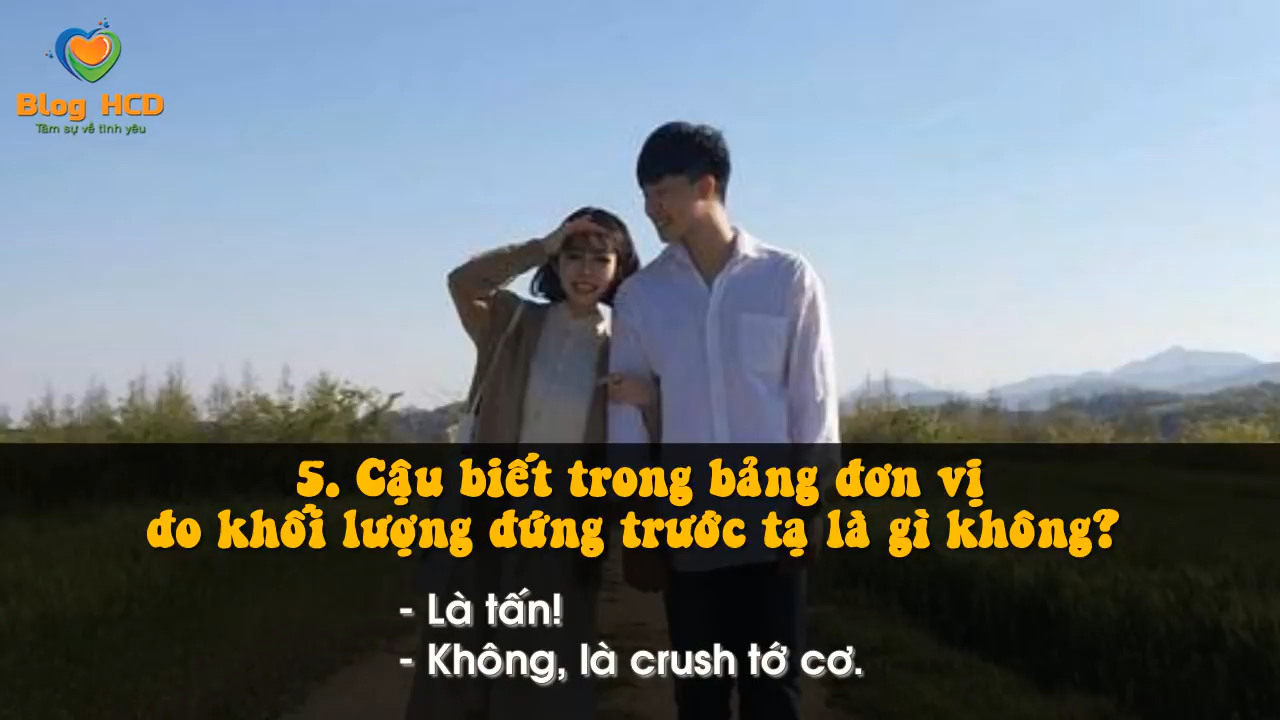 Blog HCD
Tâm sự về tình yêu
5. Cậu biết trong bảng đơn vị
đo khối lượng đứng trước tạ là gì không?
- Là tấn!
- Không, là crush tớ cơ.